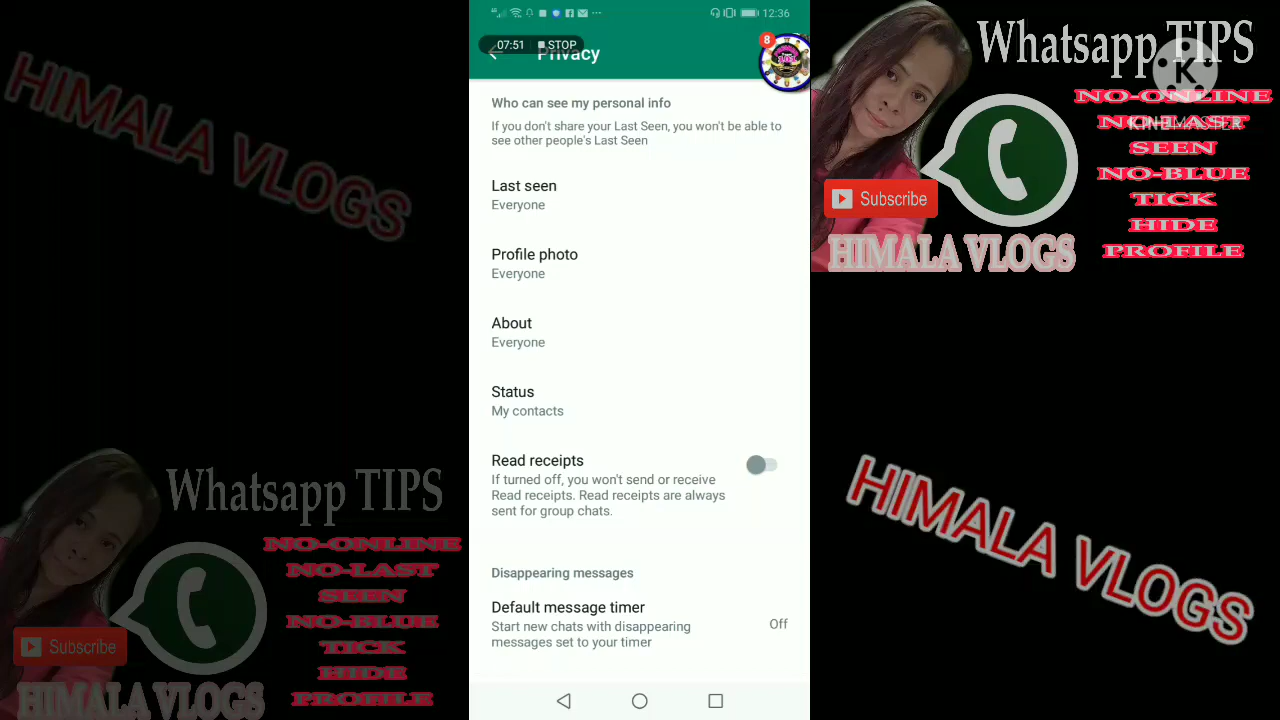 HIMALA VLOGS
Whatsapp TIPS
NO-ONLINE
NO-LAST
SEEN
NO-BLUE
TICK
HIDE
PROFILE
Subscribe
HIMALA VLOGS
12:36
07:51 STOP
Privacy
8
Who can see my personal info
If you don't share your Last Seen, you won't be able to
see other people's Last Seen
Last seen
Everyone
Profile photo
Everyone
About
Everyone
Status
My contacts
Read receipts
If turned off, you won't send or receive
Read receipts. Read receipts are always
sent for group chats.
Disappearing messages
Default message timer
Start new chats with disappearing
messages set to your timer
Off
Whatsapp TIPS
K
KINEMASTER
NO-ONLINE
NO-LAST
SEEN
NO-BLUE
TICK
HIDE
PROFILE
Subscribe
HIMALA VLOGS
HIMALA VLOGS